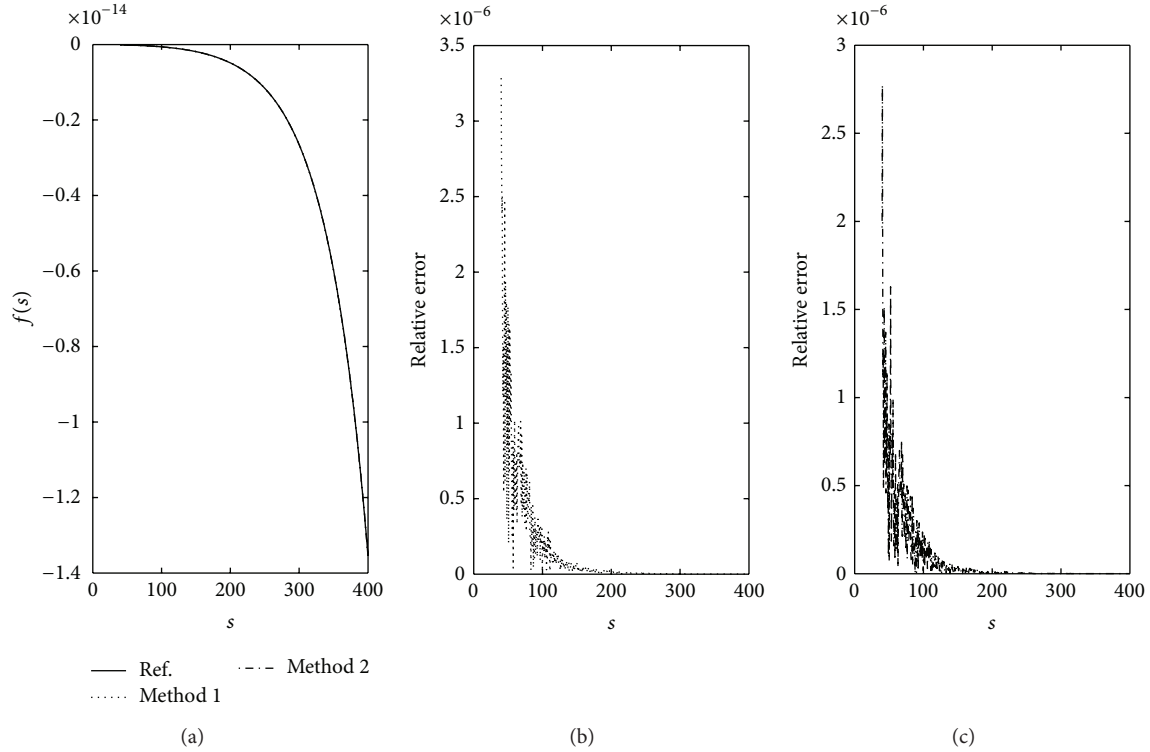 ×10−14
0
−0.2
−0.4
−0.6
−0.8
−1
−1.2
−1.4
f(s)
0 100 200 300 400
s
×10−6
3.5
3
2.5
2
1.5
1
0.5
0
Relative error
0 100 200 300 400
s
×10−6
3
2.5
2
1.5
1
0.5
0
Relative error
0 100 200 300 400
s
Ref.
Method 1
Method 2
(a)
(b)
(c)